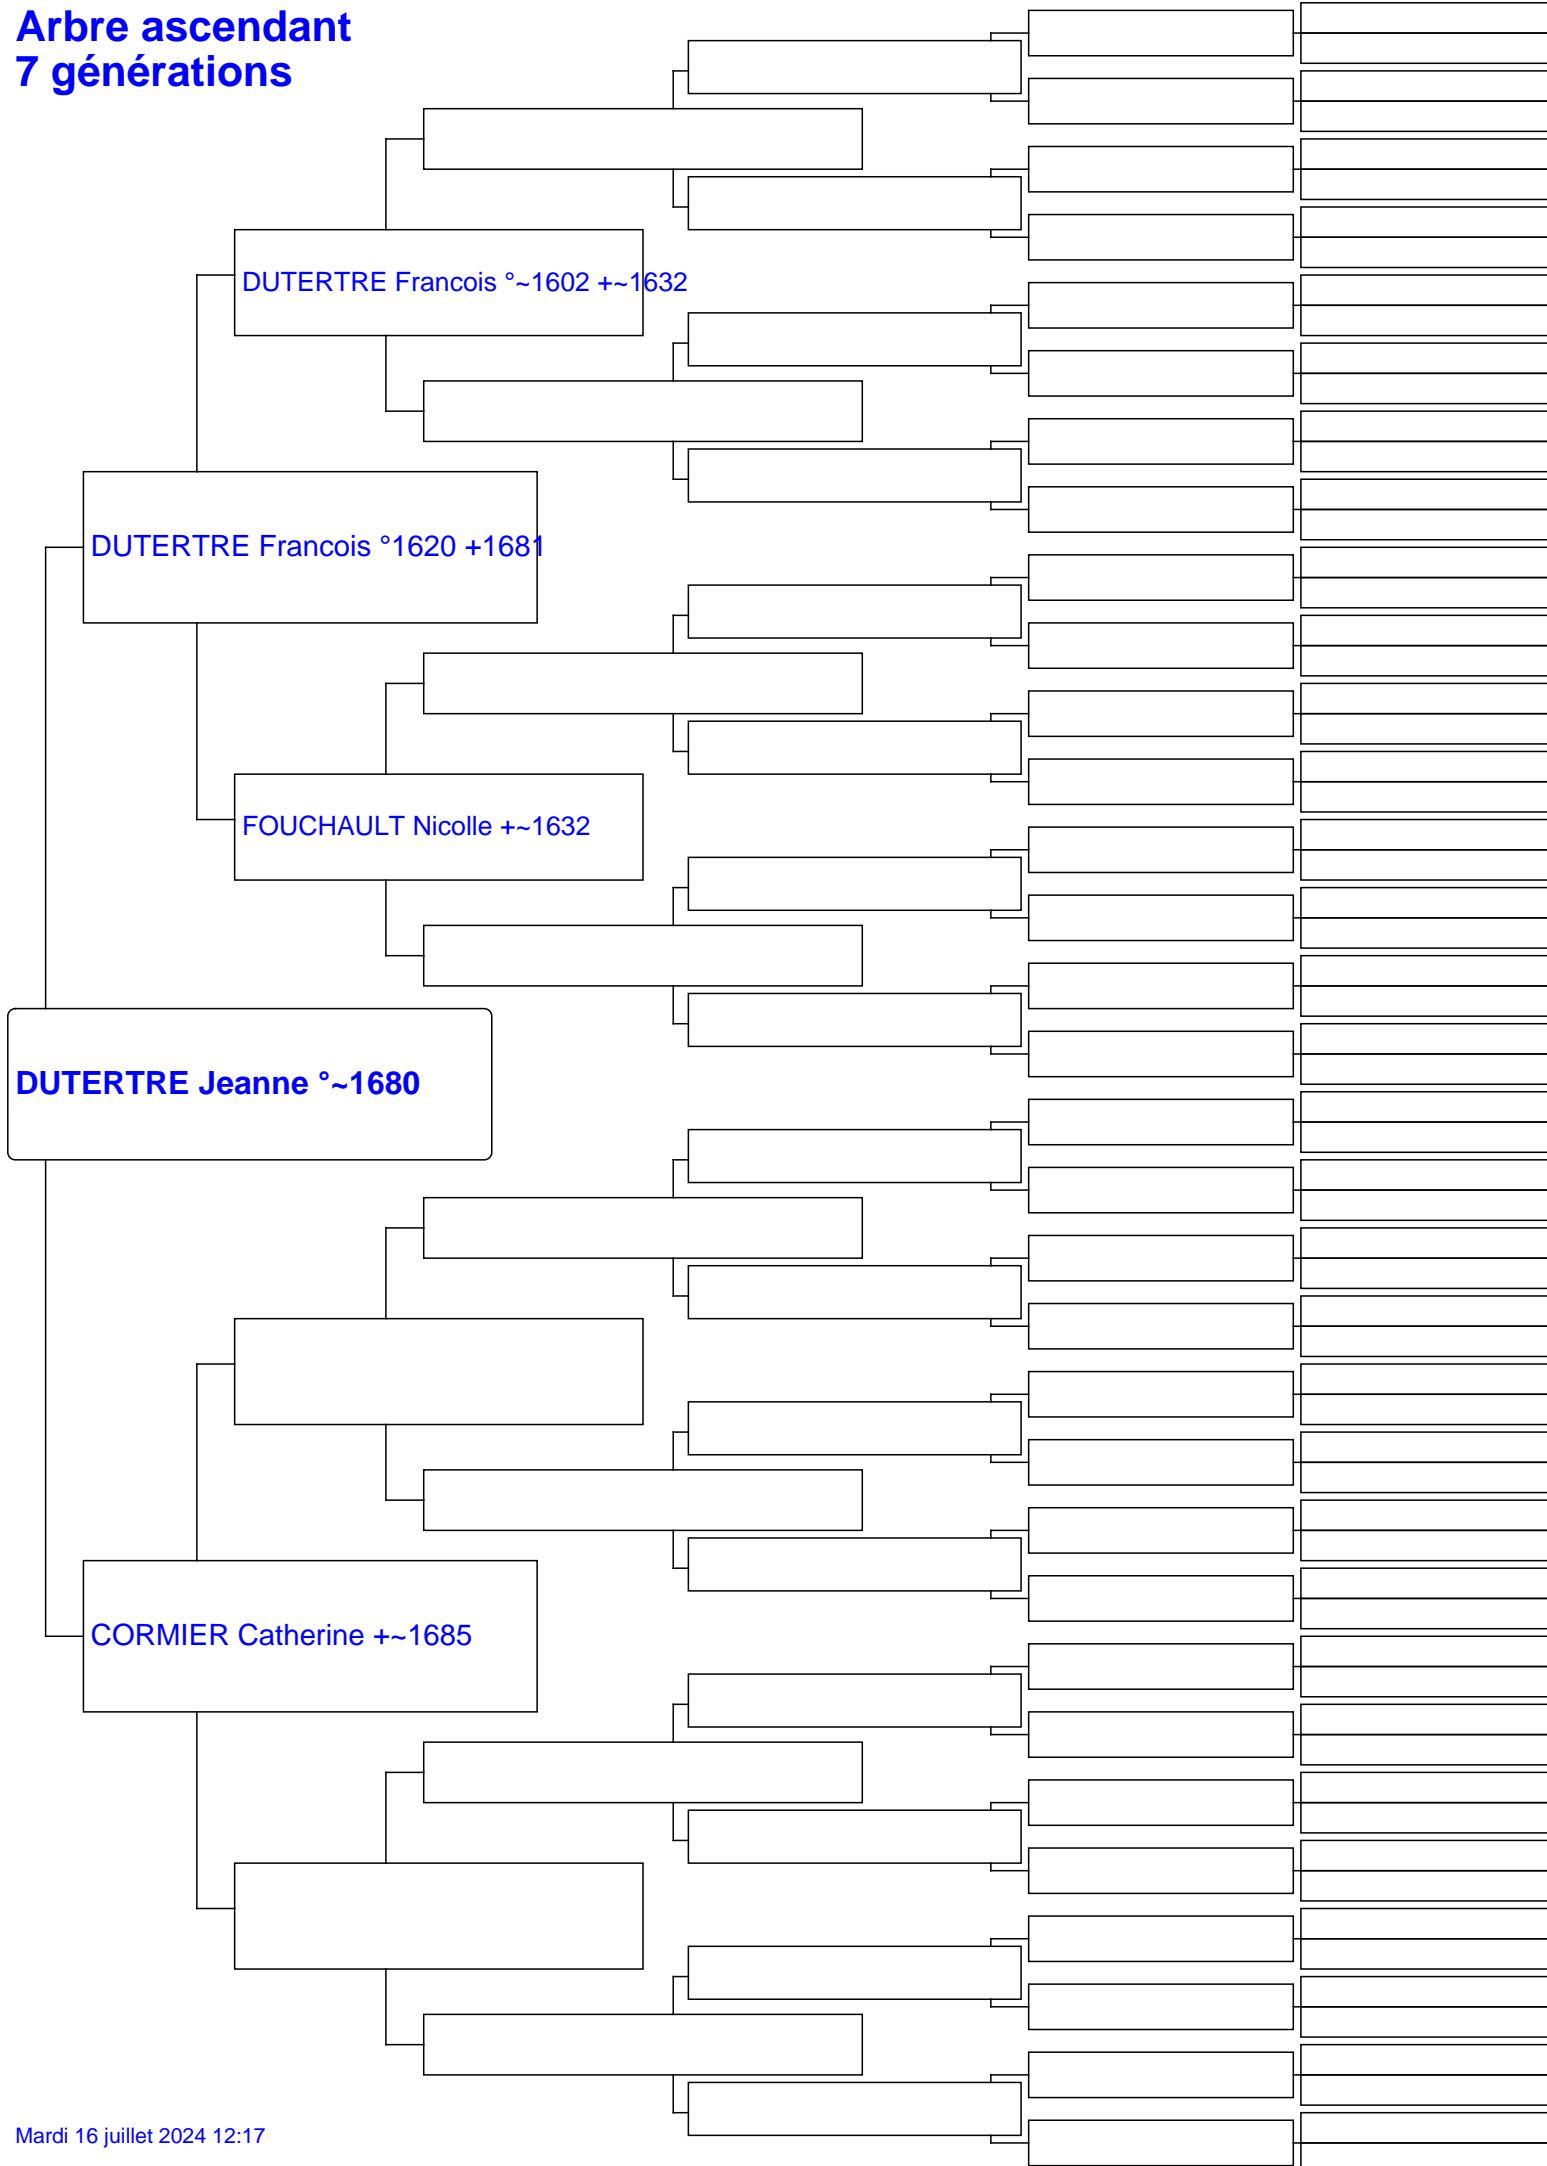 Arbre ascendant
7 générations
DUTERTRE Francois °~1602 +~1632
DUTERTRE Francois °1620 +1681
FOUCHAULT Nicolle +~1632
DUTERTRE Jeanne °~1680
CORMIER Catherine +~1685
Mardi 16 juillet 2024 12:17